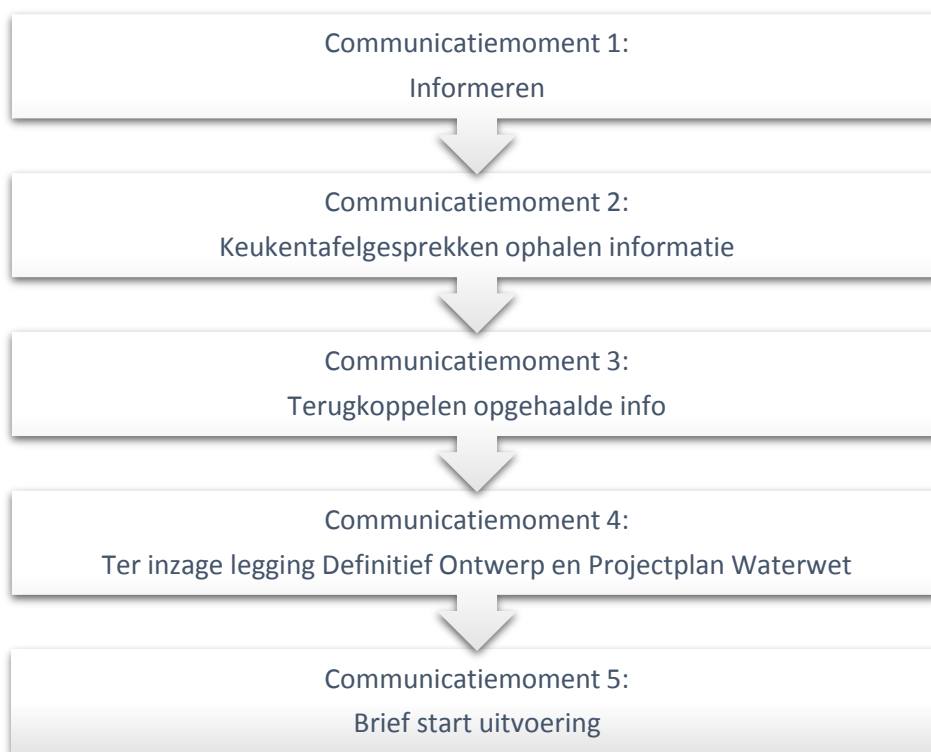 Communicatiemoment 1:
Informeren
Communicatiemoment 2:
Keukentafelgesprekken ophalen informatie
Communicatiemoment 3:
Terugkoppelen opgehaalde info
Communicatiemoment 4:
Ter inzage legging Definitief Ontwerp en Projectplan Waterwet
Communicatiemoment 5:
Brief start uitvoering